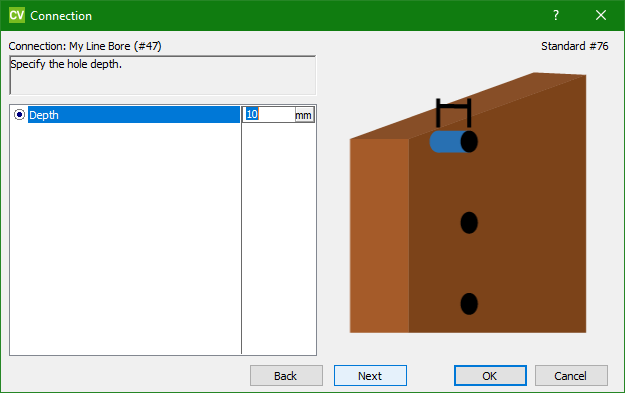 CV Connection ?
Connection: My Line Bore (#47) Standard #76
Specify the hole depth.
Depth 10 mm
Back Next OK Cancel